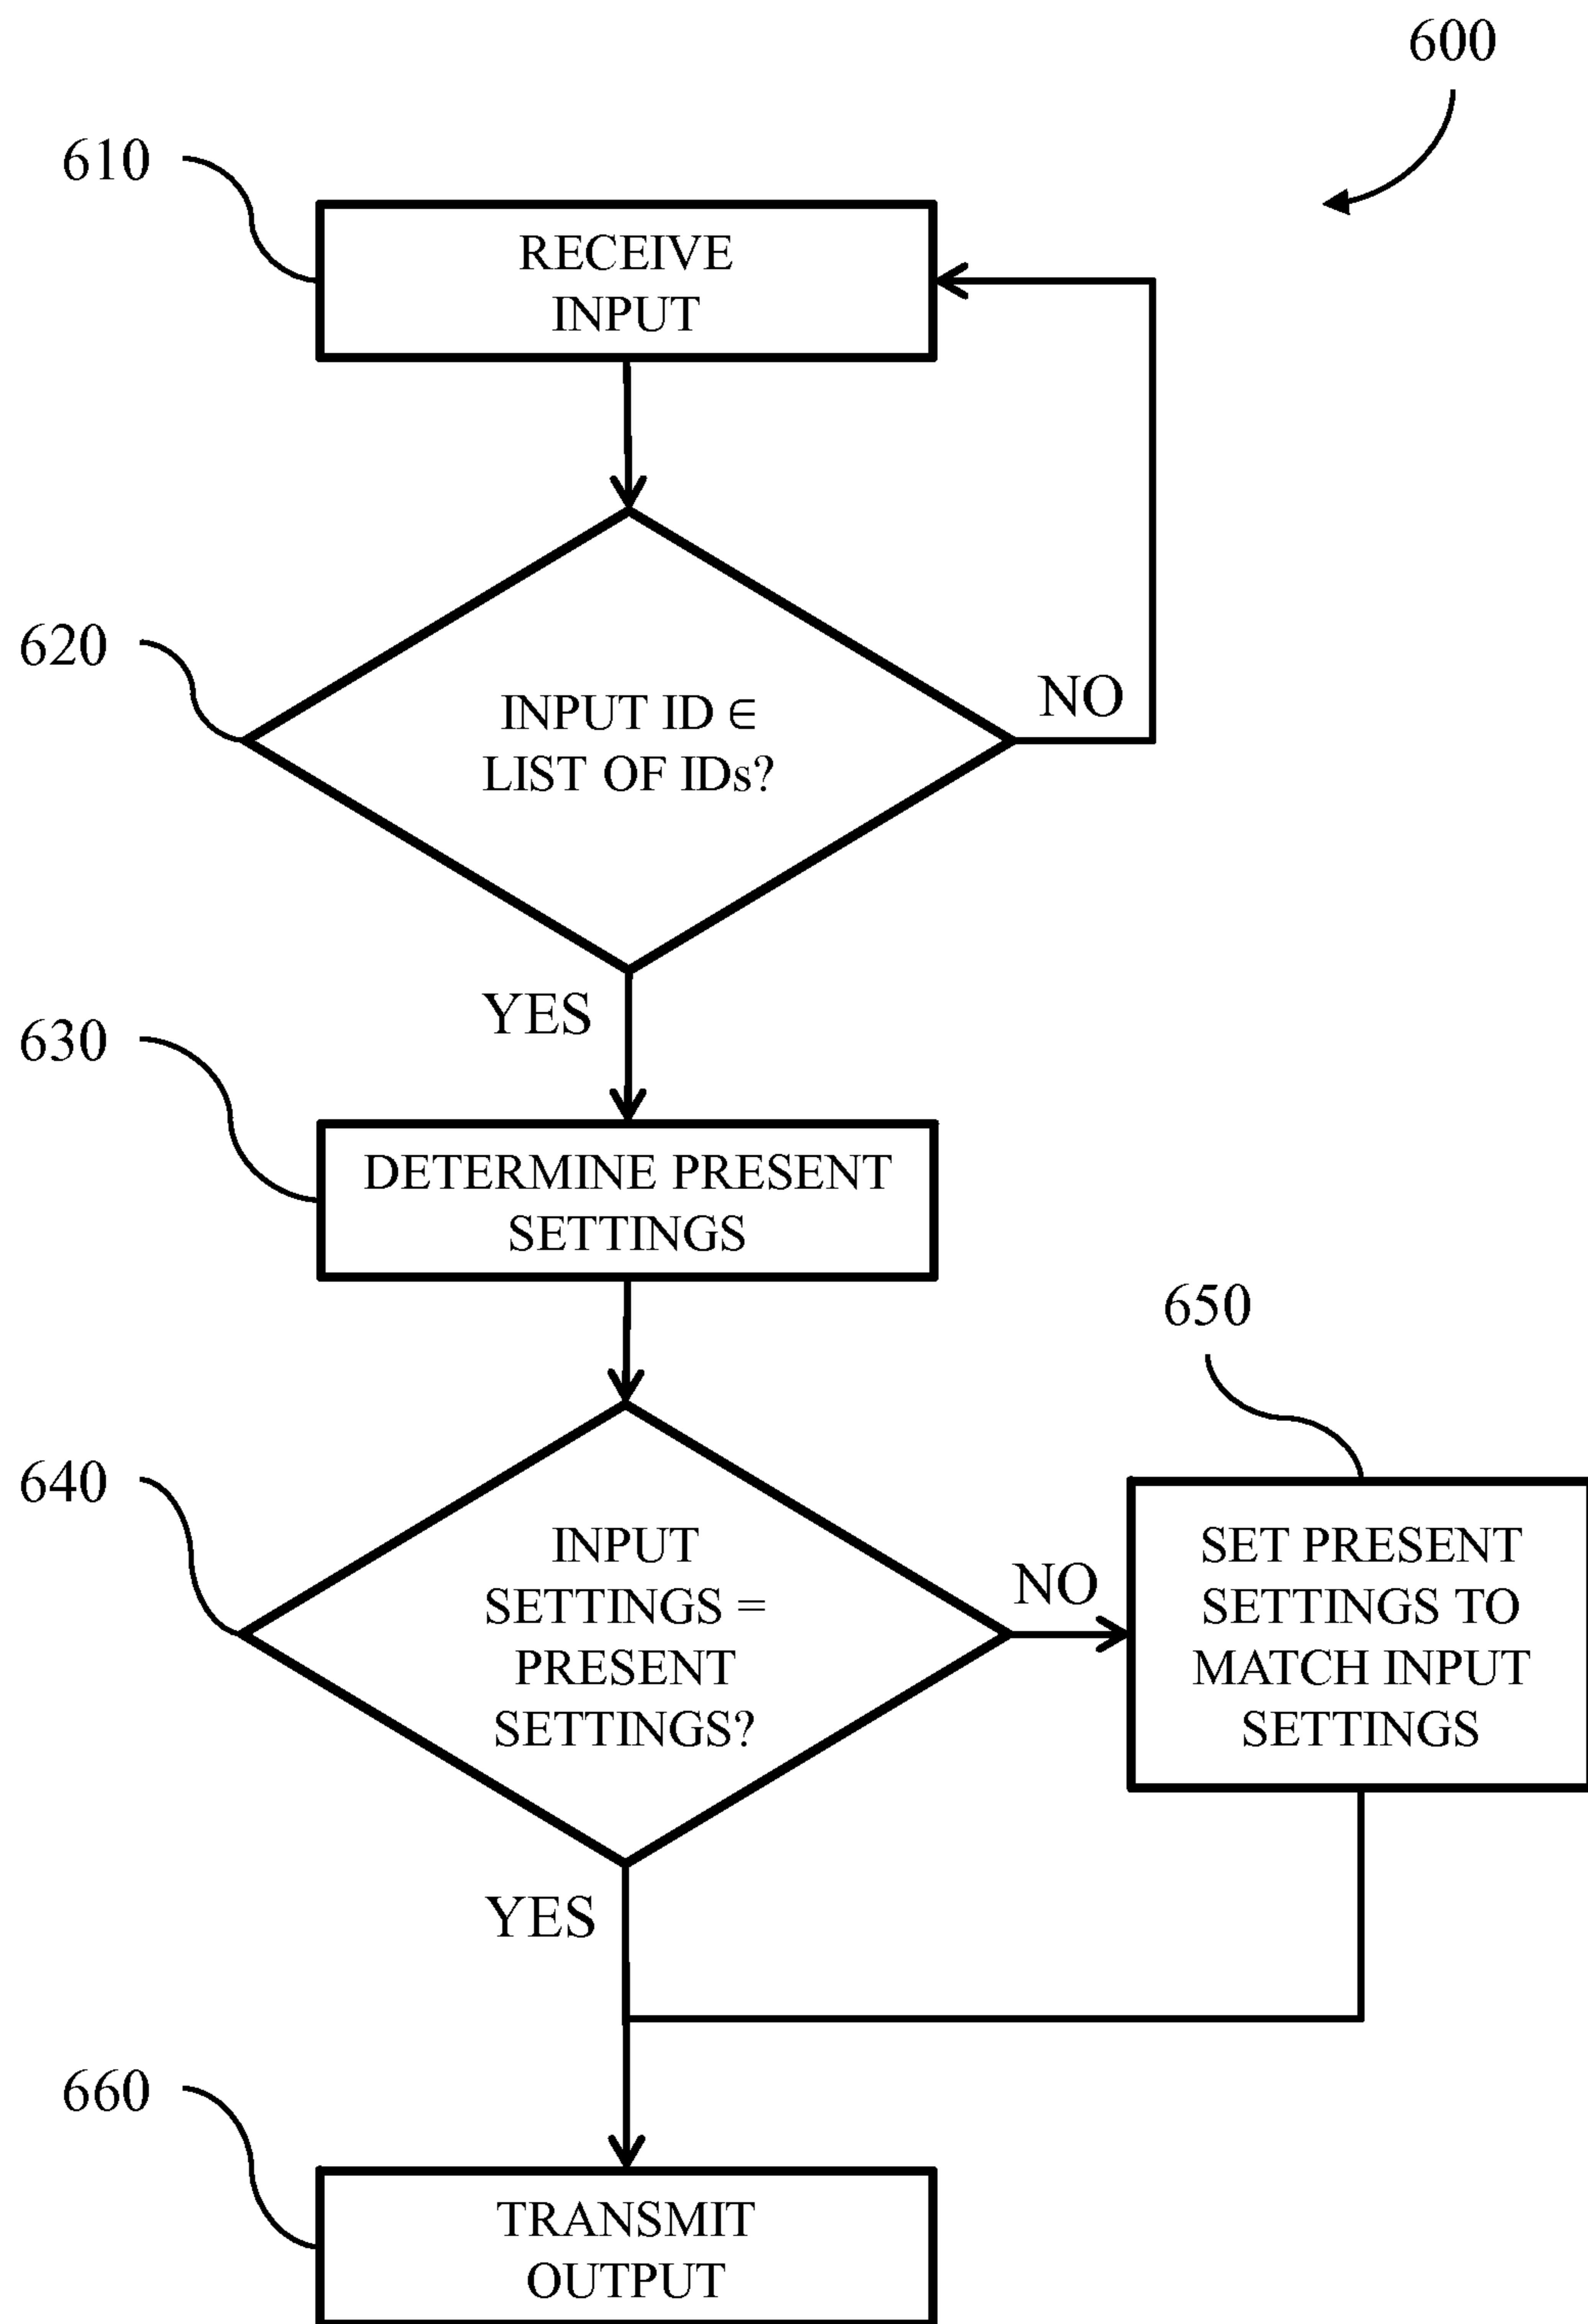 600
610
RECEIVE
INPUT
620
INPUT ID ∈
LIST OF IDs?
NO
YES
630
DETERMINE PRESENT
SETTINGS
650
640
INPUT
SETTINGS =
PRESENT
SETTINGS?
NO
SET PRESENT
SETTINGS TO
MATCH INPUT
SETTINGS
YES
660
TRANSMIT
OUTPUT